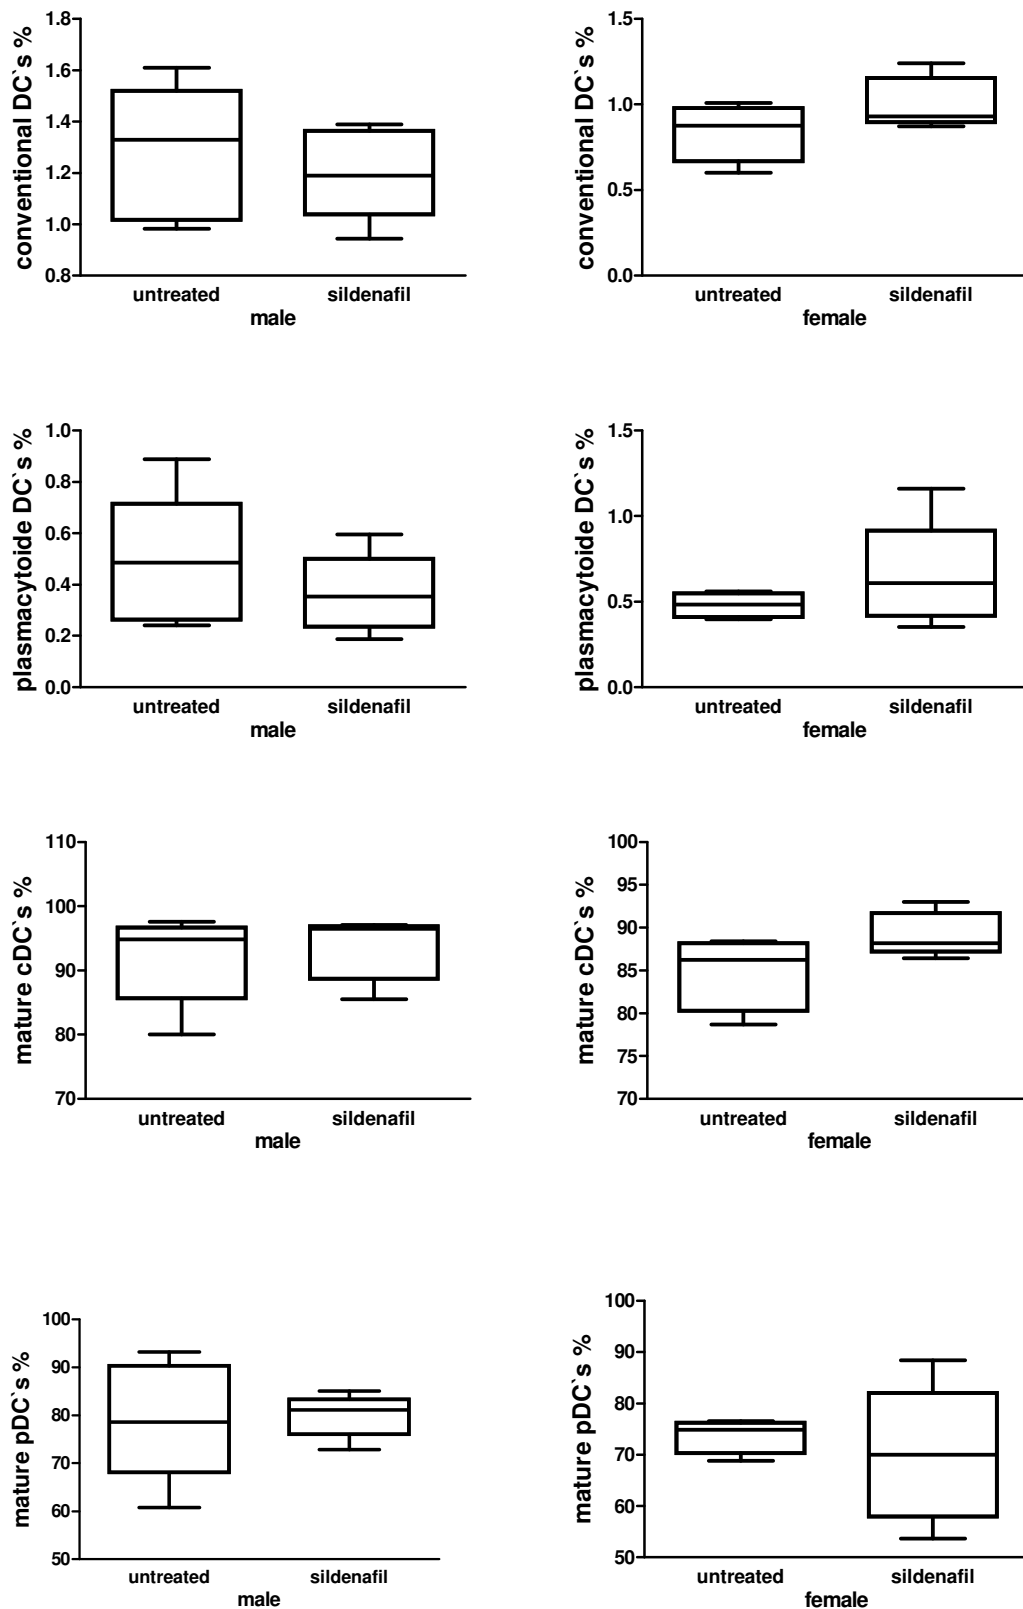 conventional DC`s %
1.8
1.6
1.4
1.2
1.0
0.8
untreated sildenafil
male
conventional DC`s %
1.5
1.0
0.5
0.0
untreated sildenafil
female
plasmacytoide DC`s %
1.0
0.8
0.6
0.4
0.2
0.0
untreated sildenafil
male
plasmacytoide DC`s %
1.5
1.0
0.5
0.0
untreated sildenafil
female
mature cDC`s %
110
100
90
80
70
untreated sildenafil
male
mature cDC`s %
100
95
90
85
80
75
70
untreated sildenafil
female
mature pDC`s %
100
90
80
70
60
50
untreated sildenafil
male
mature pDC`s %
100
90
80
70
60
50
untreated sildenafil
female